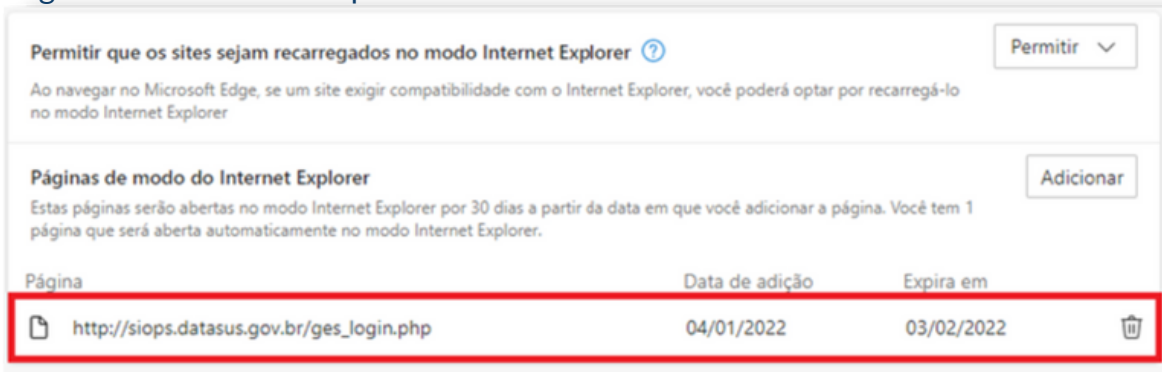 Permitir que os sites sejam recarregados no modo Internet Explorer ?
Permitir
Ao navegar no Microsoft Edge, se um site exigir compatibilidade com o Internet Explorer, você poderá optar por recarregá-lo
no modo Internet Explorer
Páginas de modo do Internet Explorer
Adicionar
Estas páginas serão abertas no modo Internet Explorer por 30 dias a partir da data em que você adicionar a página. Você tem 1
página que será aberta automaticamente no modo Internet Explorer.
Página Data de adição Expira em
http://siops.datasus.gov.br/ges_login.php 04/01/2022 03/02/2022